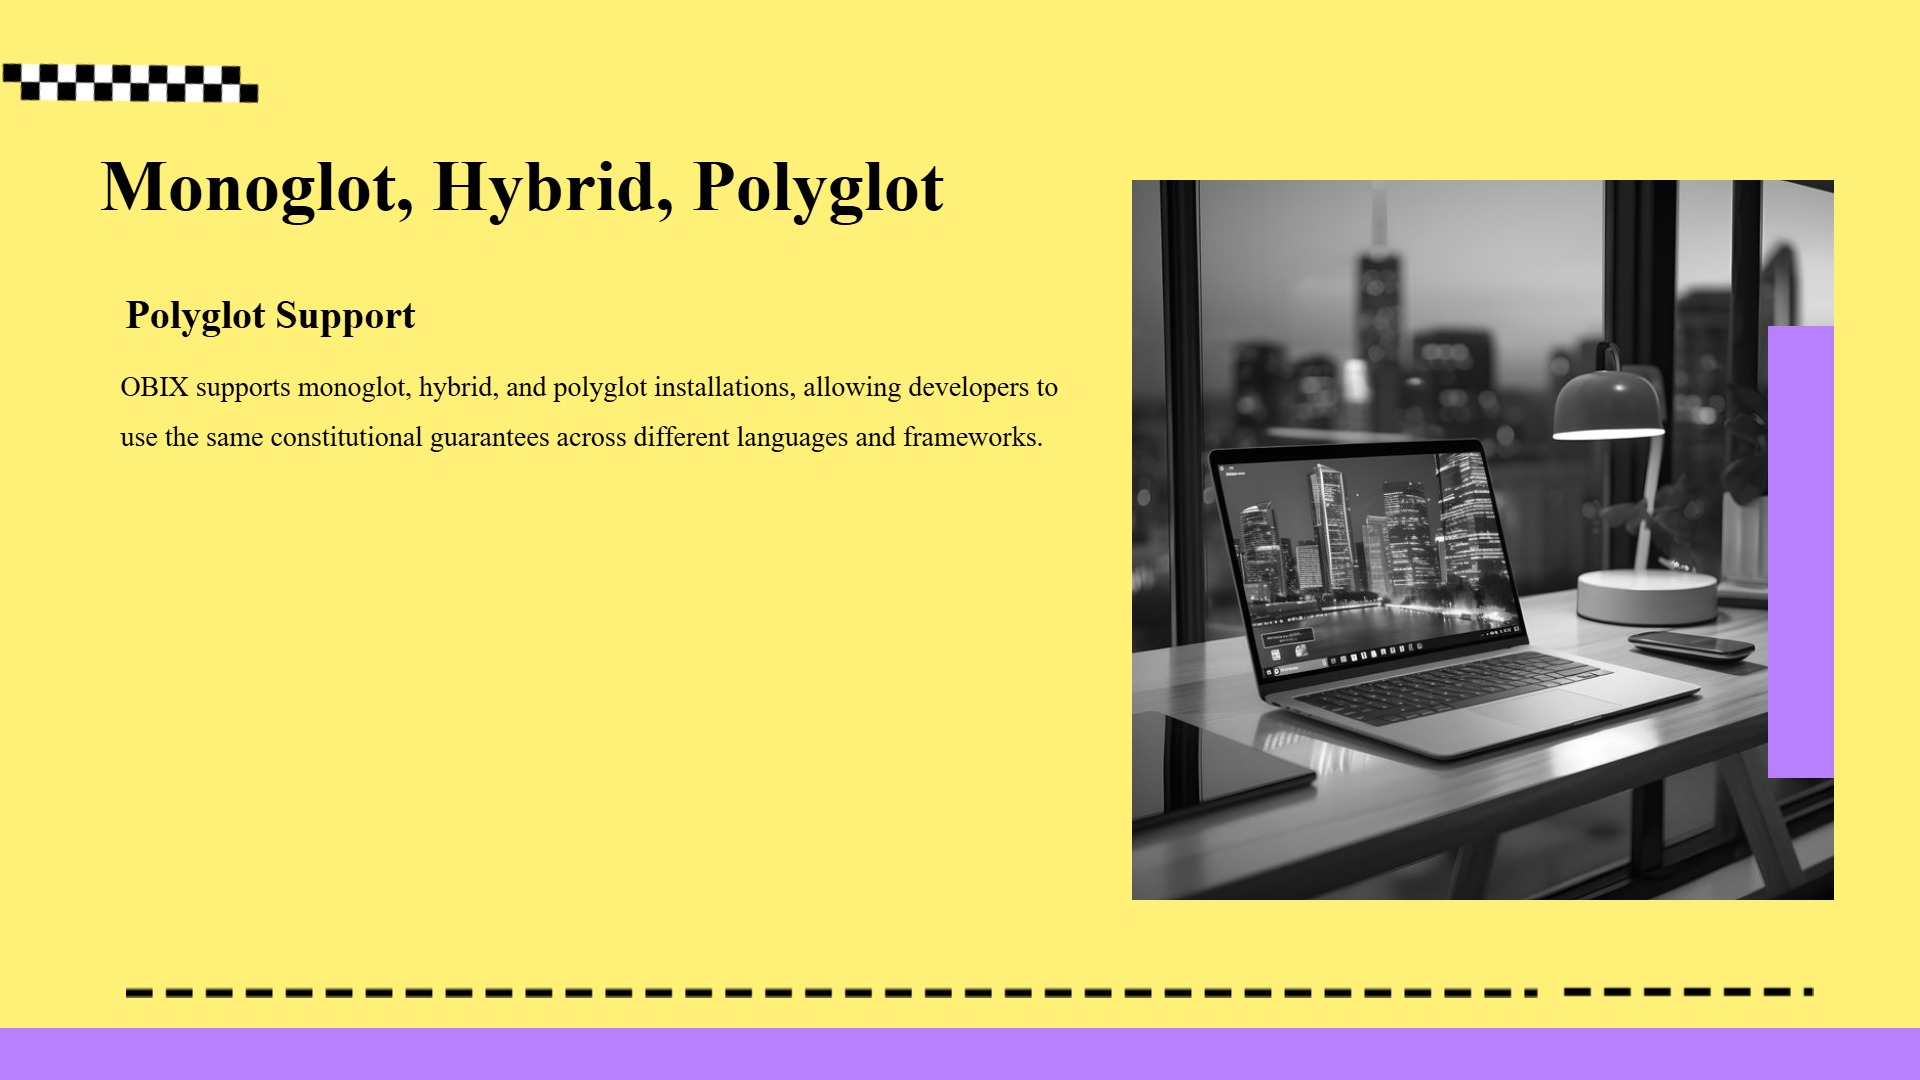 Monoglot, Hybrid, Polyglot
Polyglot Support
OBIX supports monoglot, hybrid, and polyglot installations, allowing developers to
use the same constitutional guarantees across different languages and frameworks.